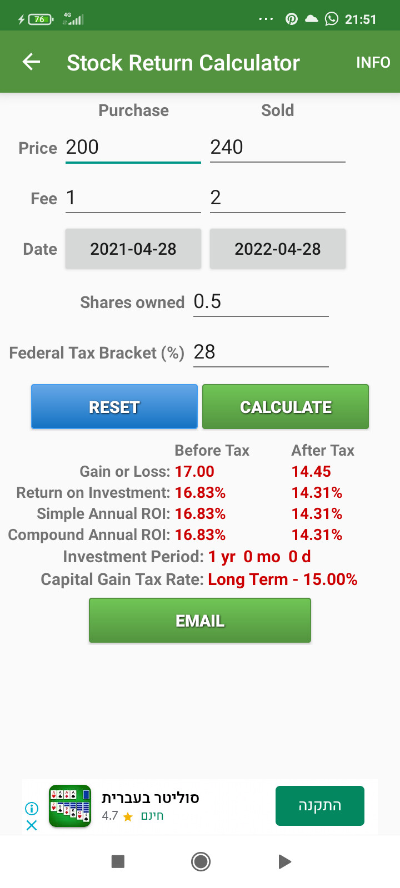 76 4G 21:51
Stock Return Calculator INFO
Purchase Sold
Price 200 240
Fee 1 2
Date 2021-04-28 2022-04-28
Shares owned 0.5
Federal Tax Bracket (%) 28
RESET CALCULATE
Before Tax After Tax
Gain or Loss: 17.00 14.45
Return on Investment: 16.83% 14.31%
Simple Annual ROI: 16.83% 14.31%
Compound Annual ROI: 16.83% 14.31%
Investment Period: 1 yr 0 mo 0 d
Capital Gain Tax Rate: Long Term - 15.00%
EMAIL
סוליטר בעברית
4.7 חינם
התקנה